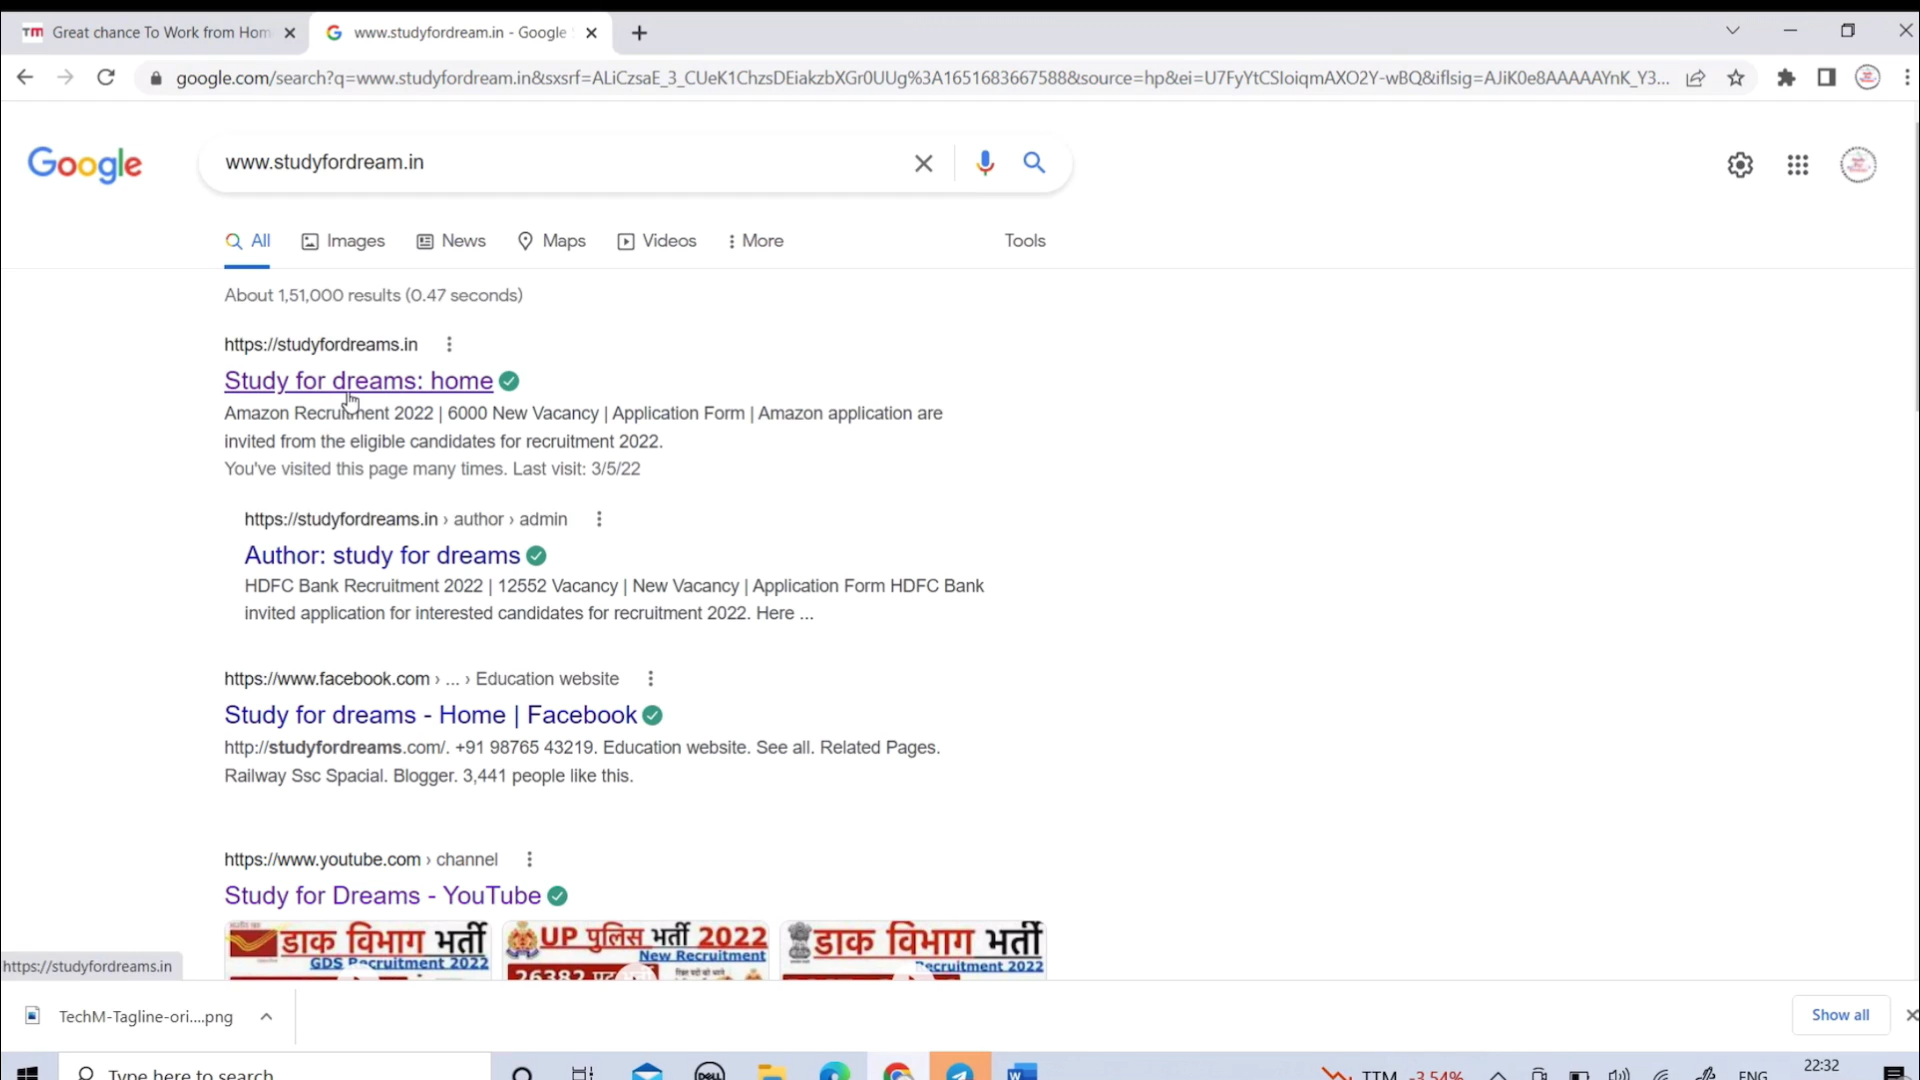 Great chance To Work from Hom
www.studyfordream.in - Google
google.com/search?q=www.studyfordream.in&sxsrf=ALiCzsaE_3_CUeK1ChzsDEiakzbXGr0UUg%3A1651683667588&source=hp&ei=U7FyYtCSIoiqmAXO2Y-wBQ&iflsig=AJiK0e8AAAAAYnK_Y3...
Google
www.studyfordream.in
All
Images
News
Maps
Videos
More
Tools
About 1,51,000 results (0.47 seconds)
https://studyfordreams.in
Study for dreams: home
Amazon Recruitment 2022 | 6000 New Vacancy | Application Form | Amazon application are
invited from the eligible candidates for recruitment 2022.
You've visited this page many times. Last visit: 3/5/22
https://studyfordreams.in › author › admin
Author: study for dreams
HDFC Bank Recruitment 2022 | 12552 Vacancy | New Vacancy | Application Form HDFC Bank
invited application for interested candidates for recruitment 2022. Here ...
https://www.facebook.com › ... › Education website
Study for dreams - Home | Facebook
http://studyfordreams.com/. +91 98765 43219. Education website. See all. Related Pages.
Railway Ssc Spacial. Blogger. 3,441 people like this.
https://www.youtube.com › channel
Study for Dreams - YouTube
डाक विभाग भर्ती
GDS Recruitment 2022
UP पुलिस भर्ती 2022
New Recruitment
26382 पद
डाक विभाग भर्ती
Recruitment 2022
https://studyfordreams.in
TechM-Tagline-ori....png
Show all
Type here to search
DELL
W
TTM -3.54%
ENG
22:32